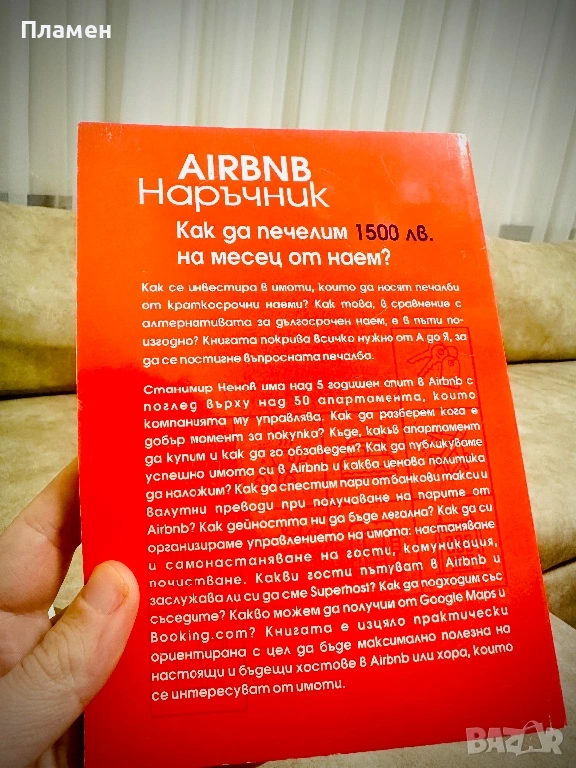 Пламен
AIRBNB
Наръчник
Как да печелим 1500 лв.
на месец от наем?
Как се инвестира в имоти, които да носят печалби
от краткосрочни наеми? Как това, в сравнение с
алтернативата за дългосрочен наем, е в пъти по-
изгодно? Книгата покрива всичко нужно от А до Я, за
да се постигне въпросната печалба.
Станимир Ненов има над 5 годишен опит в Airbnb с
поглед върху над 50 апартамента, които
компанията му управлява. Как да разберем кога е
добър момент за покупка? Къде, какъв апартамент
да купим и как да го обзаведем? Как да публикуваме
успешно имота си в Airbnb и каква ценова политика
да наложим? Как да спестим пари от банкови такси и
валутни преводи при получаване на парите от
Airbnb? Как дейността ни да бъде легална? Как да си
организираме управлението на имота: настаняване
и самонастаняване на гости, комуникация,
почистване. Какви гости пътуват в Airbnb и
заслужава ли си да сме Superhost? Как да подходим със
съседите? Какво можем да получим от Google Maps и
Booking.com? Книгата е изцяло практически
ориентирана с цел да бъде максимално полезна на
настоящи и бъдещи хостове в Airbnb или хора, които
се интересуват от имоти.
BAZAR